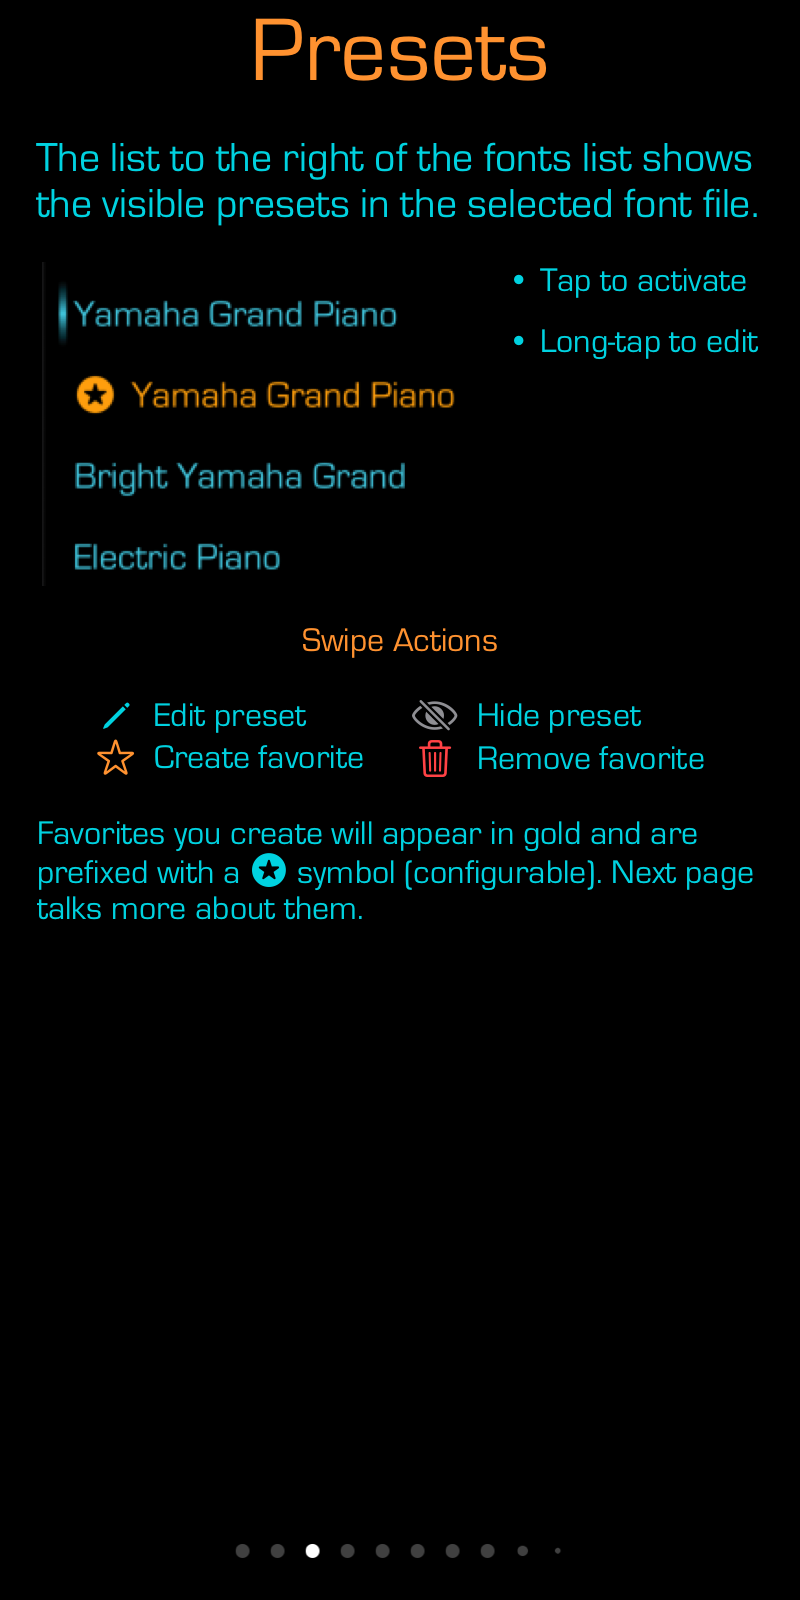 Presets
The list to the right of the fonts list shows
the visible presets in the selected font file.
Yamaha Grand Piano
Yamaha Grand Piano
Bright Yamaha Grand
Electric Piano
• Tap to activate
• Long-tap to edit
Swipe Actions
Edit preset
Hide preset
Create favorite
Remove favorite
Favorites you create will appear in gold and are
prefixed with a symbol (configurable). Next page
talks more about them.